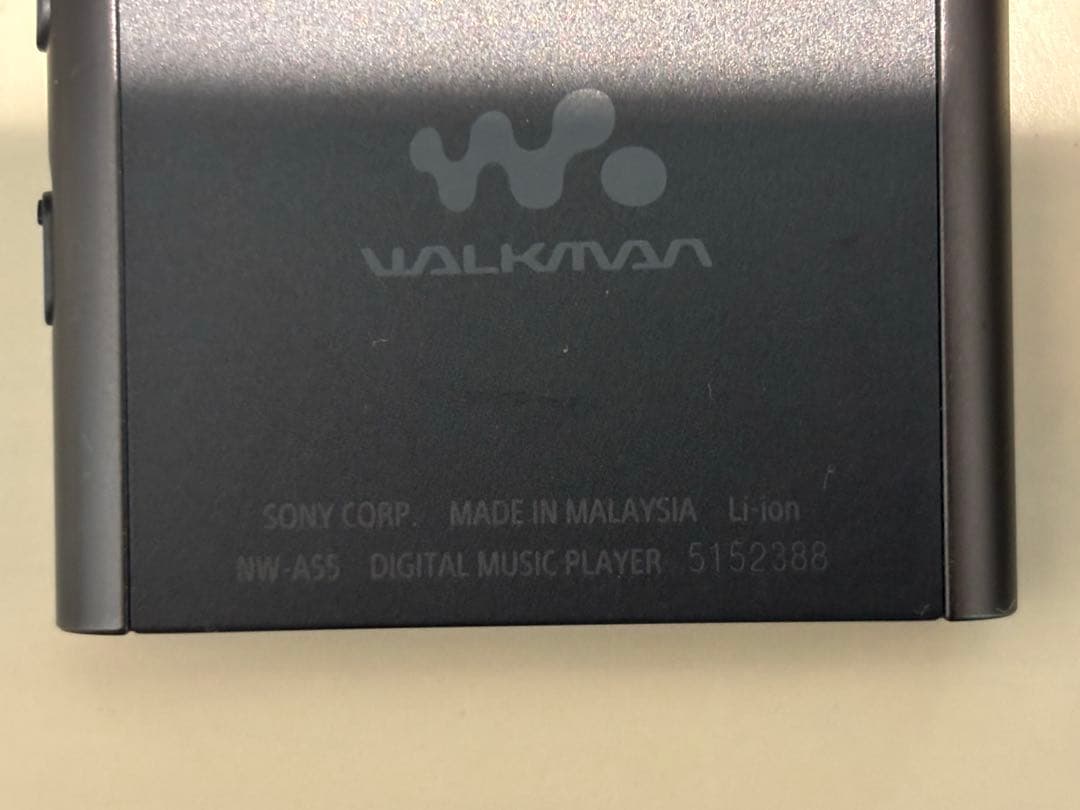 WALKMAN
SONY CORP. MADE IN MALAYSIA Li-ion
NW-A55 DIGITAL MUSIC PLAYER 5152388